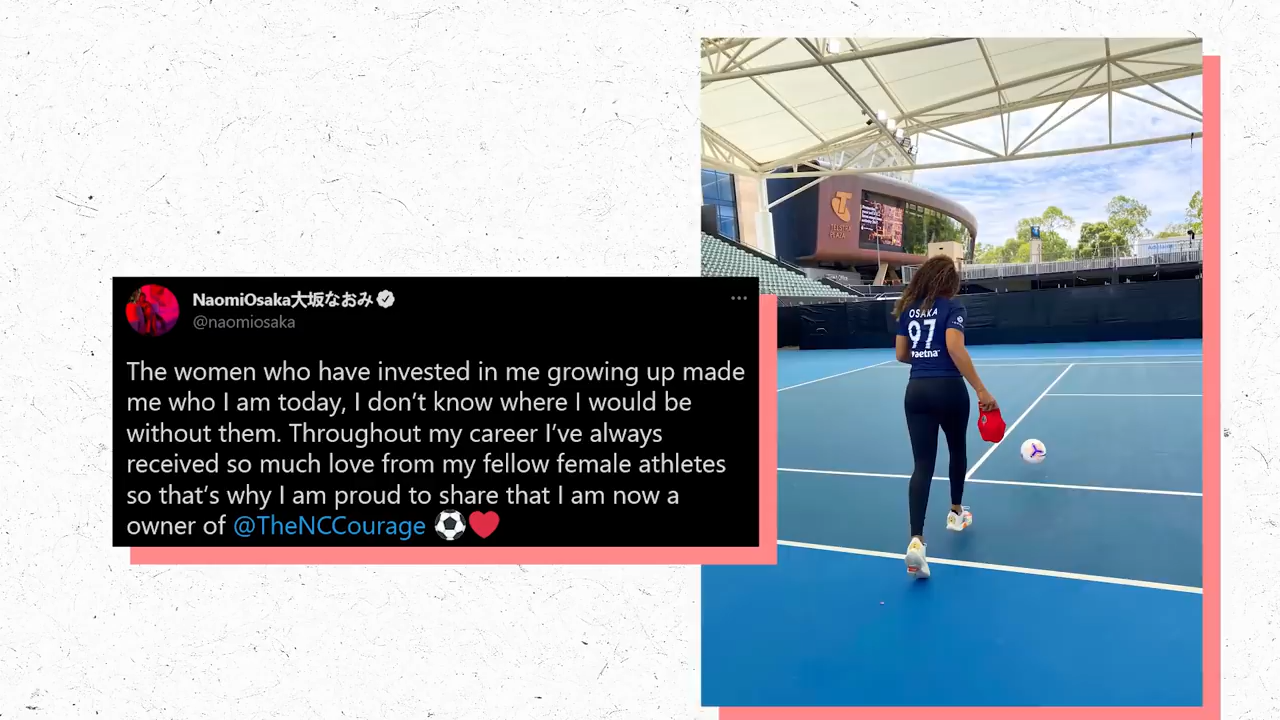 NaomiOsaka大坂なおみ
@naomiosaka
The women who have invested in me growing up made
me who I am today, I don’t know where I would be
without them. Throughout my career I’ve always
received so much love from my fellow female athletes
so that’s why I am proud to share that I am now a
owner of @TheNCCourage ⚽❤
TELSTRA
PLAZA
OSAKA
97
aetna